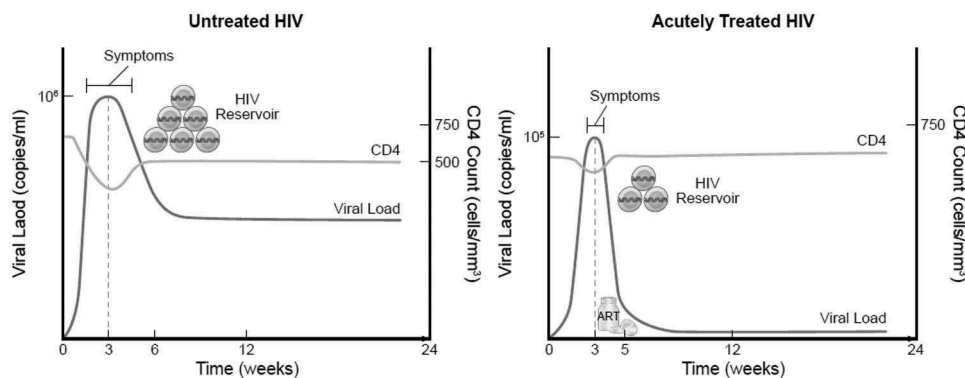 Untreated HIV
Symptoms
10⁶
HIV
Reservoir
750
500
CD4
Viral Load
Viral Laod (copies/ml)
CD4 Count (cells/mm³)
0
3
6
12
24
Time (weeks)
Acutely Treated HIV
Symptoms
10⁵
750
CD4
HIV
Reservoir
ART
Viral Load
Viral Laod (copies/ml)
CD4 Count (cells/mm³)
0
3
5
12
24
Time (weeks)